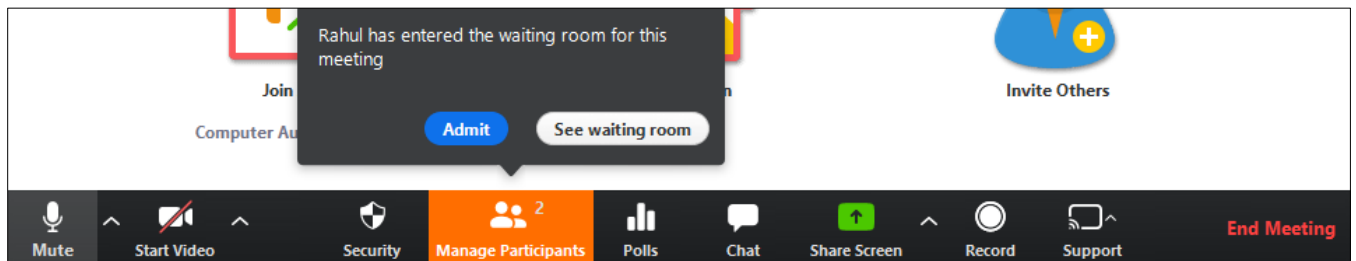 Rahul has entered the waiting room for this
meeting
Join
n
Invite Others
Computer Au
Admit
See waiting room
2
Mute
Start Video
Security
Manage Participants
Polls
Chat
Share Screen
Record
Support
End Meeting